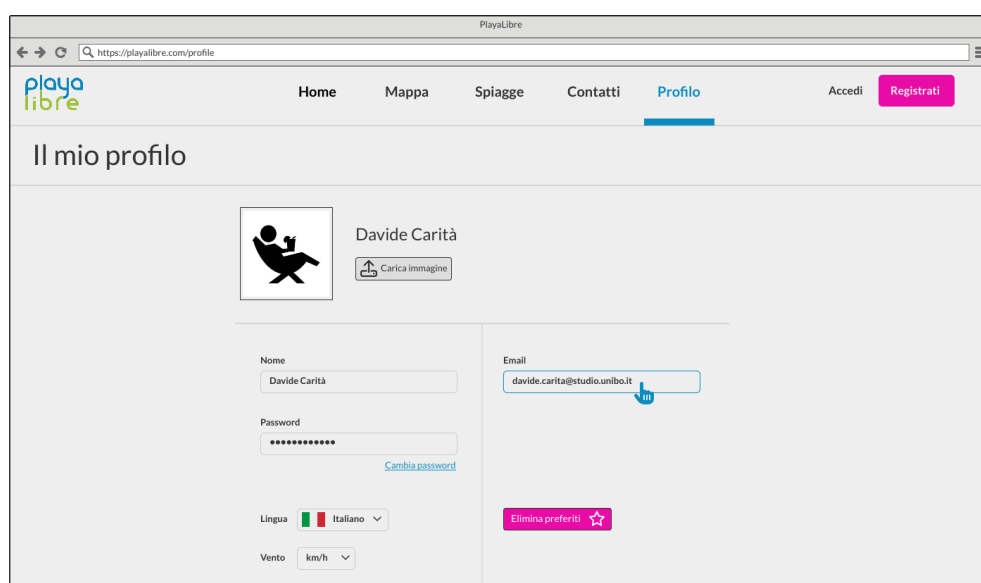 PlayaLibre
https://playalibre.com/profile
playa
libre
Home Mappa Spiagge Contatti Profilo Accedi Registrati
Il mio profilo
Davide Carità
Carica immagine
Nome
Davide Carità
Email
davide.carita@studio.unibo.it
Password
••••••••••••
Cambia password
Lingua Italiano
Elimina preferiti
Vento km/h